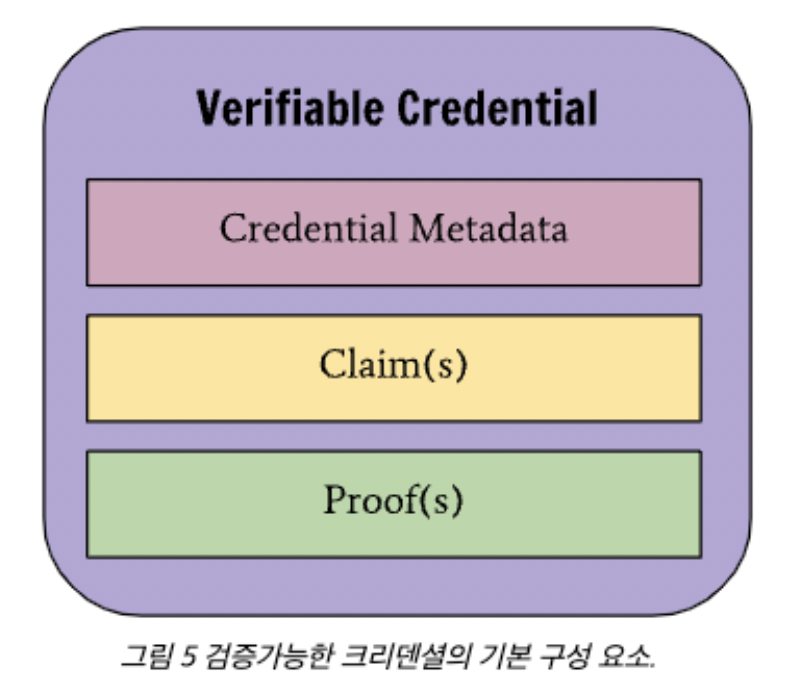 Verifiable Credential
Credential Metadata
Claim(s)
Proof(s)
그림 5 검증가능한 크리덴셜의 기본 구성 요소.